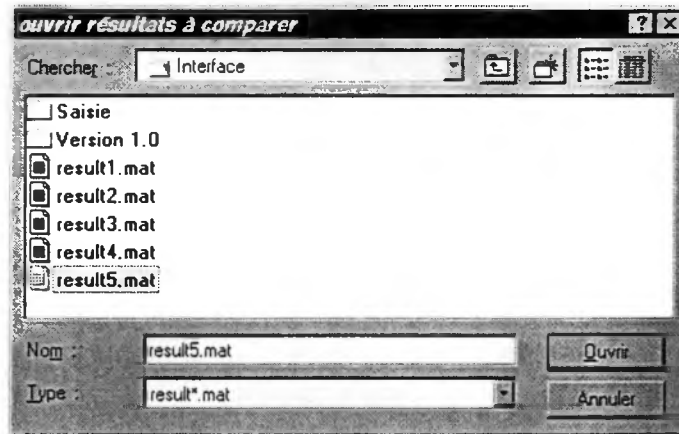 ouvrir résultats à comparer
Chercher :
Interface
Saisie
Version 1.0
result1.mat
result2.mat
result3.mat
result4.mat
result5.mat
Nom :
result5.mat
Ouvrir
Type :
result*.mat
Annuler